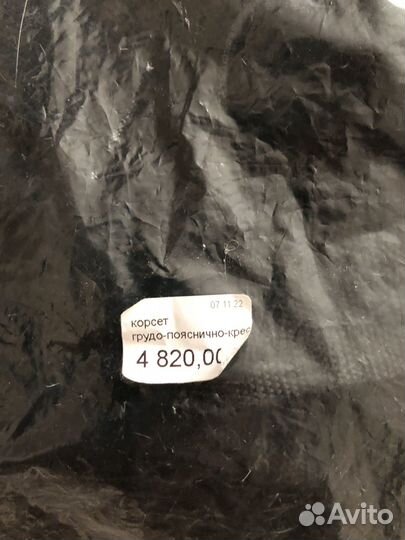 07.11.22
корсет
грудо-пояснично-крес
4 820,00
Avito